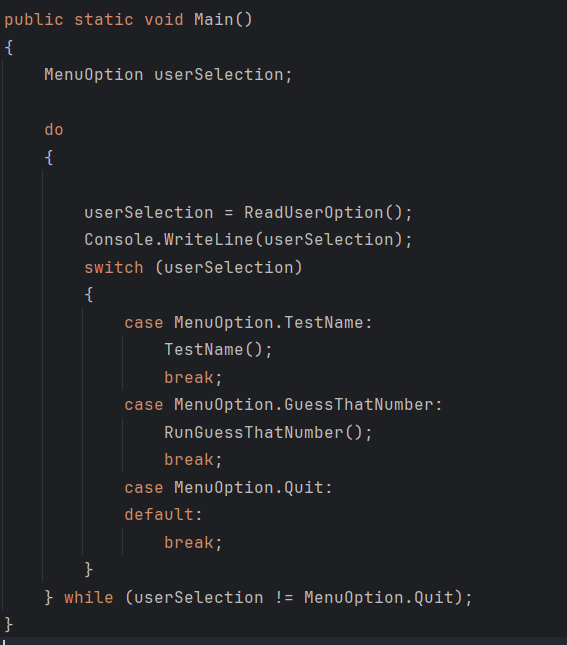 public static void Main()
{
    MenuOption userSelection;

    do
    {

        userSelection = ReadUserOption();
        Console.WriteLine(userSelection);
        switch (userSelection)
        {
            case MenuOption.TestName:
                TestName();
                break;
            case MenuOption.GuessThatNumber:
                RunGuessThatNumber();
                break;
            case MenuOption.Quit:
            default:
                break;
        }
    } while (userSelection != MenuOption.Quit);
}